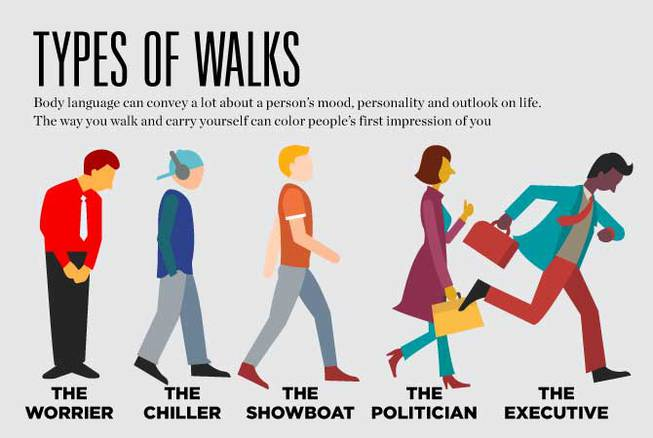 TYPES OF WALKS
Body language can convey a lot about a person's mood, personality and outlook on life.
The way you walk and carry yourself can color people's first impression of you
THE WORRIER
THE CHILLER
THE SHOWBOAT
THE POLITICIAN
THE EXECUTIVE